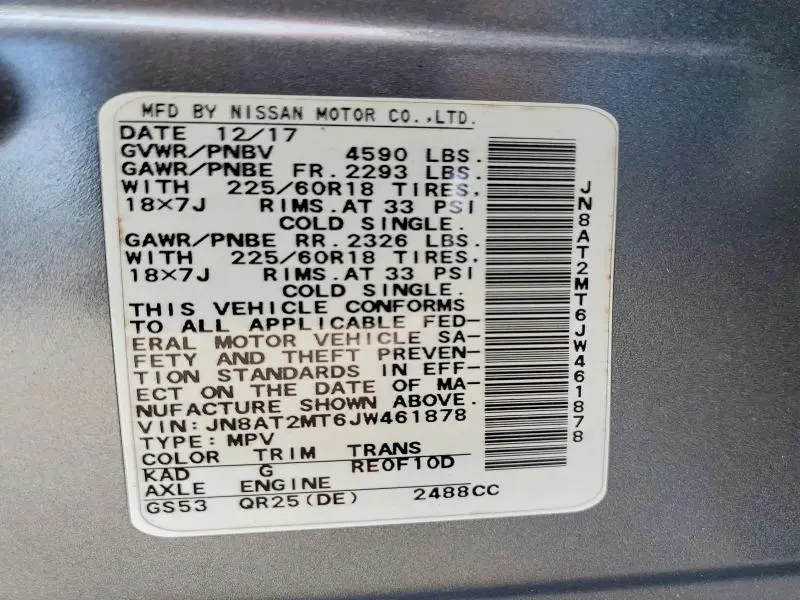 MFD BY NISSAN MOTOR CO.,LTD.
DATE 12/17
GVWR/PNBV 4590 LBS.
GAWR/PNBE FR.2293 LBS.
WITH 225/60R18 TIRES.
18×7J RIMS.AT 33 PSI
COLD SINGLE.
GAWR/PNBE RR.2326 LBS.
WITH 225/60R18 TIRES.
18×7J RIMS.AT 33 PSI
COLD SINGLE.
THIS VEHICLE CONFORMS
TO ALL APPLICABLE FED-
ERAL MOTOR VEHICLE SA-
FETY AND THEFT PREVEN-
TION STANDARDS IN EFF-
ECT ON THE DATE OF MA-
NUFACTURE SHOWN ABOVE.
VIN:JN8AT2MT6JW461878
TYPE:MPV
COLOR TRIM TRANS
KAD G RE0F10D
AXLE ENGINE
GS53 QR25(DE) 2488CC
JN8AT2MT6JW461878